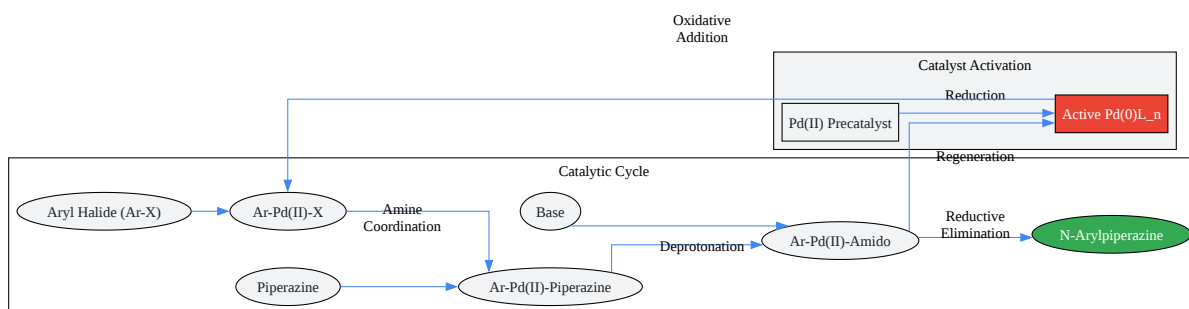 Oxidative
Addition
Catalyst Activation
Reduction
Pd(II) Precatalyst
Active Pd(0)L_n
Regeneration
Catalytic Cycle
Aryl Halide (Ar-X)
Ar-Pd(II)-X
Amine
Coordination
Base
Deprotonation
Ar-Pd(II)-Amido
Reductive
Elimination
N-Arylpiperazine
Piperazine
Ar-Pd(II)-Piperazine